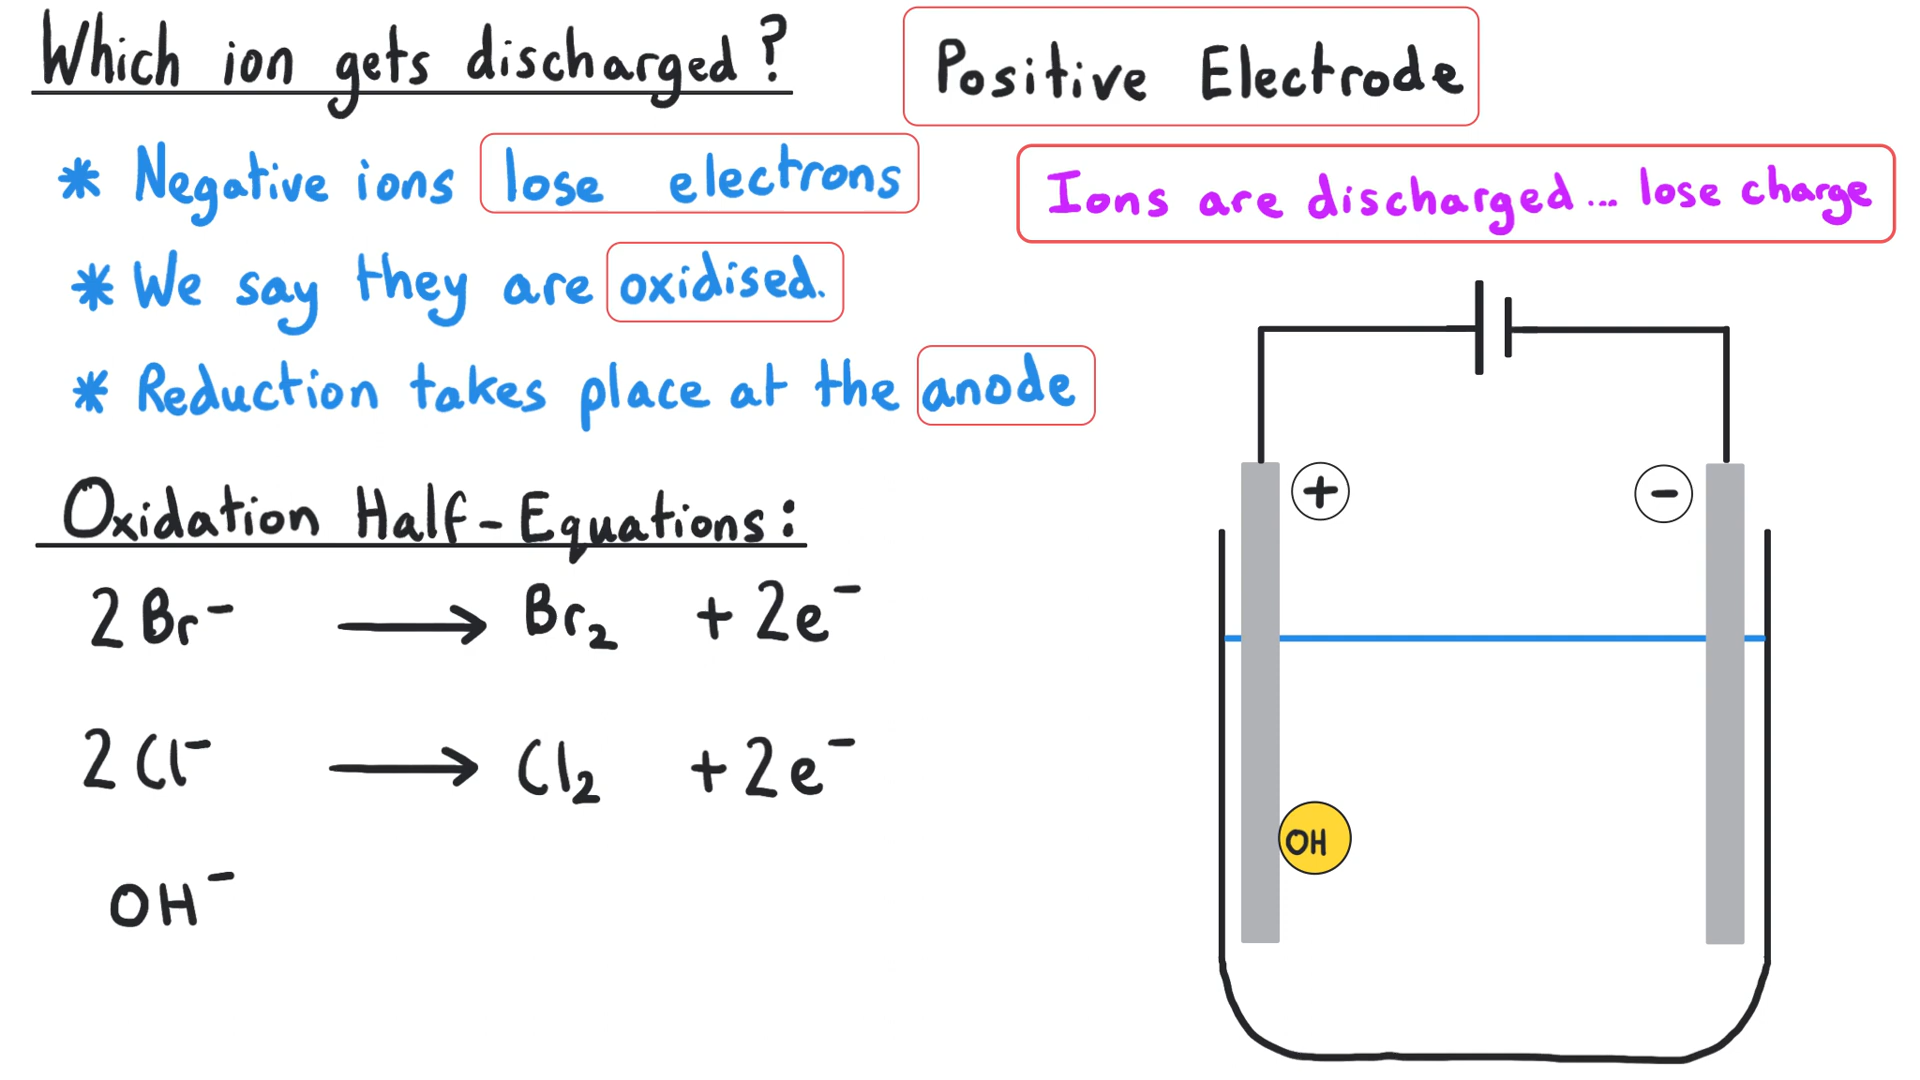 Which ion gets discharged?
Positive Electrode
* Negative ions lose electrons
Ions are discharged... lose charge
* We say they are oxidised.
* Reduction takes place at the anode
+
-
Oxidation Half-Equations:
2Br⁻ → Br₂ + 2e⁻
2Cl⁻ → Cl₂ + 2e⁻
OH⁻
OH